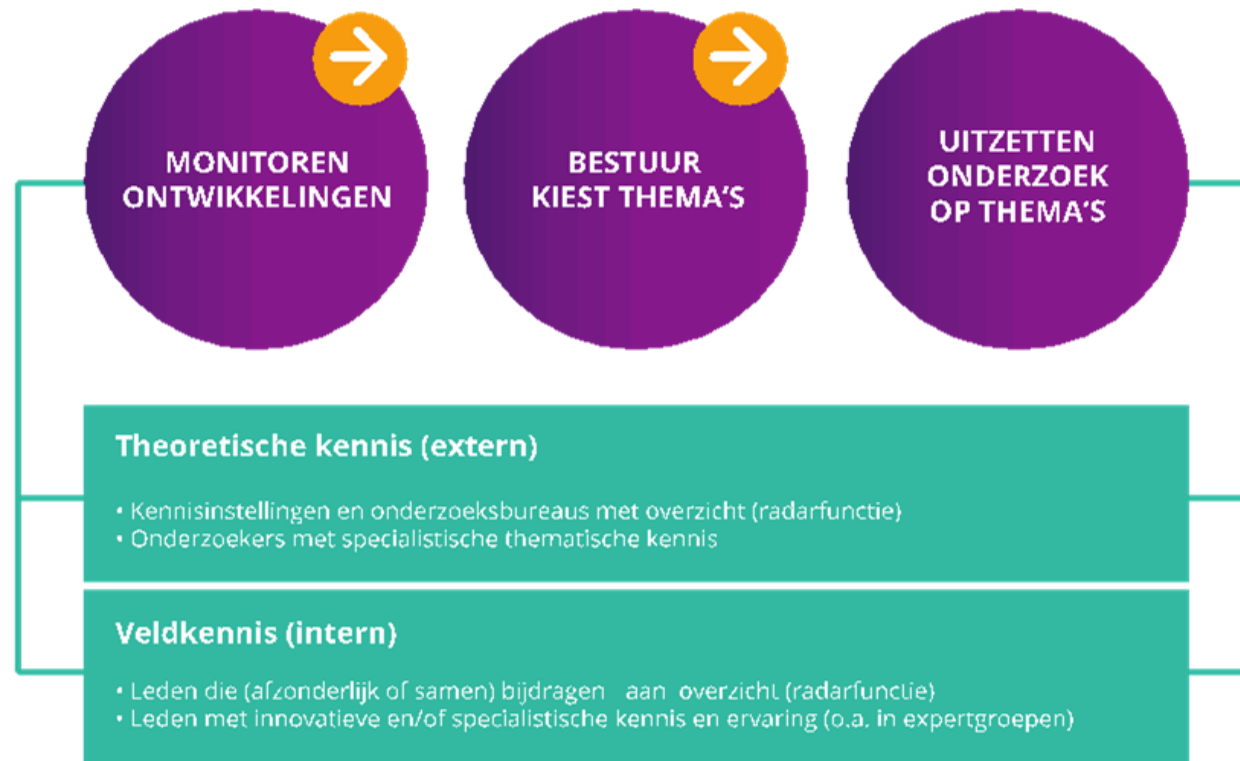 MONITOREN
ONTWIKKELINGEN
BESTUUR
KIEST THEMA'S
UITZETTEN
ONDERZOEK
OP THEMA'S
Theoretische kennis (extern)
• Kennisinstellingen en onderzoeksbureaus met overzicht (radarfunctie)
• Onderzoekers met specialistische thematische kennis
Veldkennis (intern)
• Leden die (afzonderlijk of samen) bijdragen aan overzicht (radarfunctie)
• Leden met innovatieve en/of specialistische kennis en ervaring (o.a. in expertgroepen)